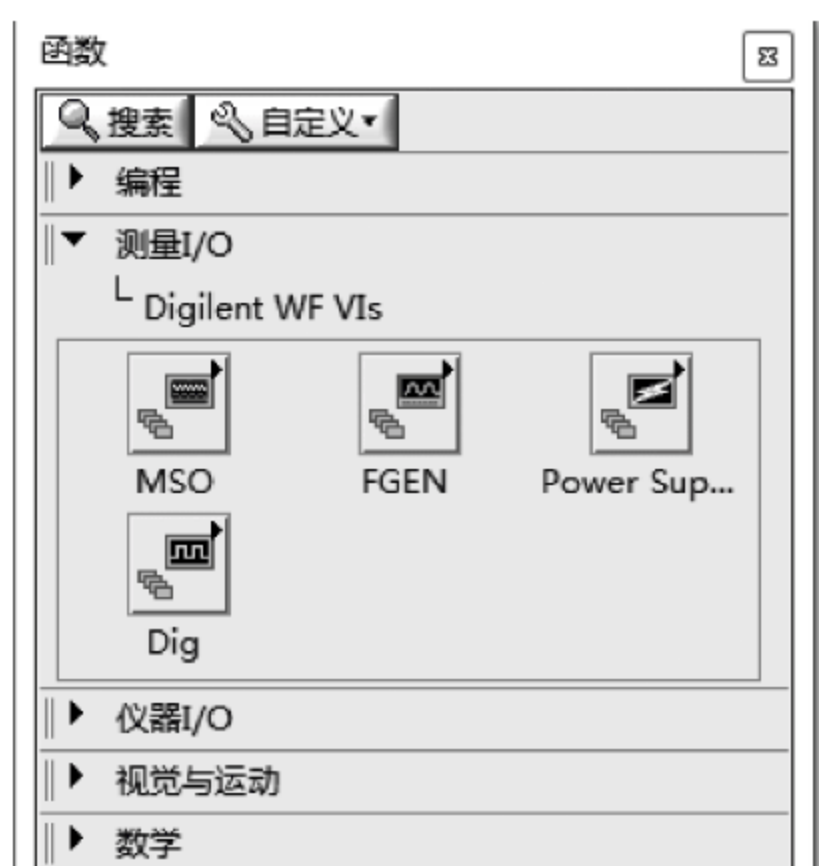 函数
搜索 自定义
编程
测量I/O
Digilent WF VIs
MSO FGEN Power Sup...
Dig
仪器I/O
视觉与运动
数学